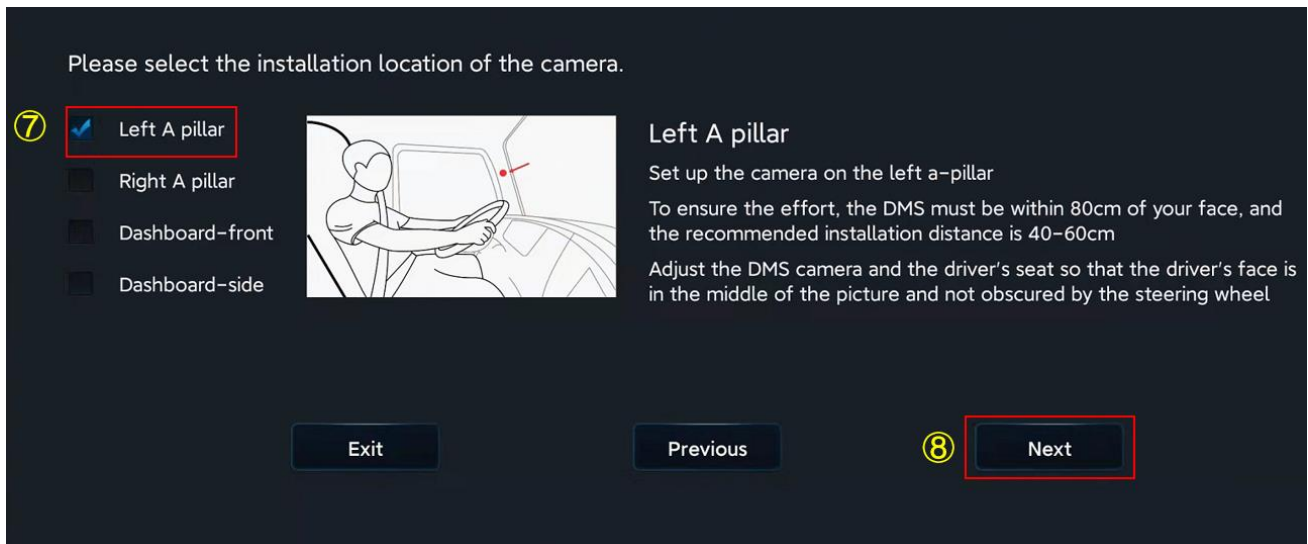 Please select the installation location of the camera.
⑦ Left A pillar
Right A pillar
Dashboard-front
Dashboard-side
Left A pillar
Set up the camera on the left a-pillar
To ensure the effort, the DMS must be within 80cm of your face, and
the recommended installation distance is 40-60cm
Adjust the DMS camera and the driver's seat so that the driver's face is
in the middle of the picture and not obscured by the steering wheel
Exit
Previous
⑧ Next